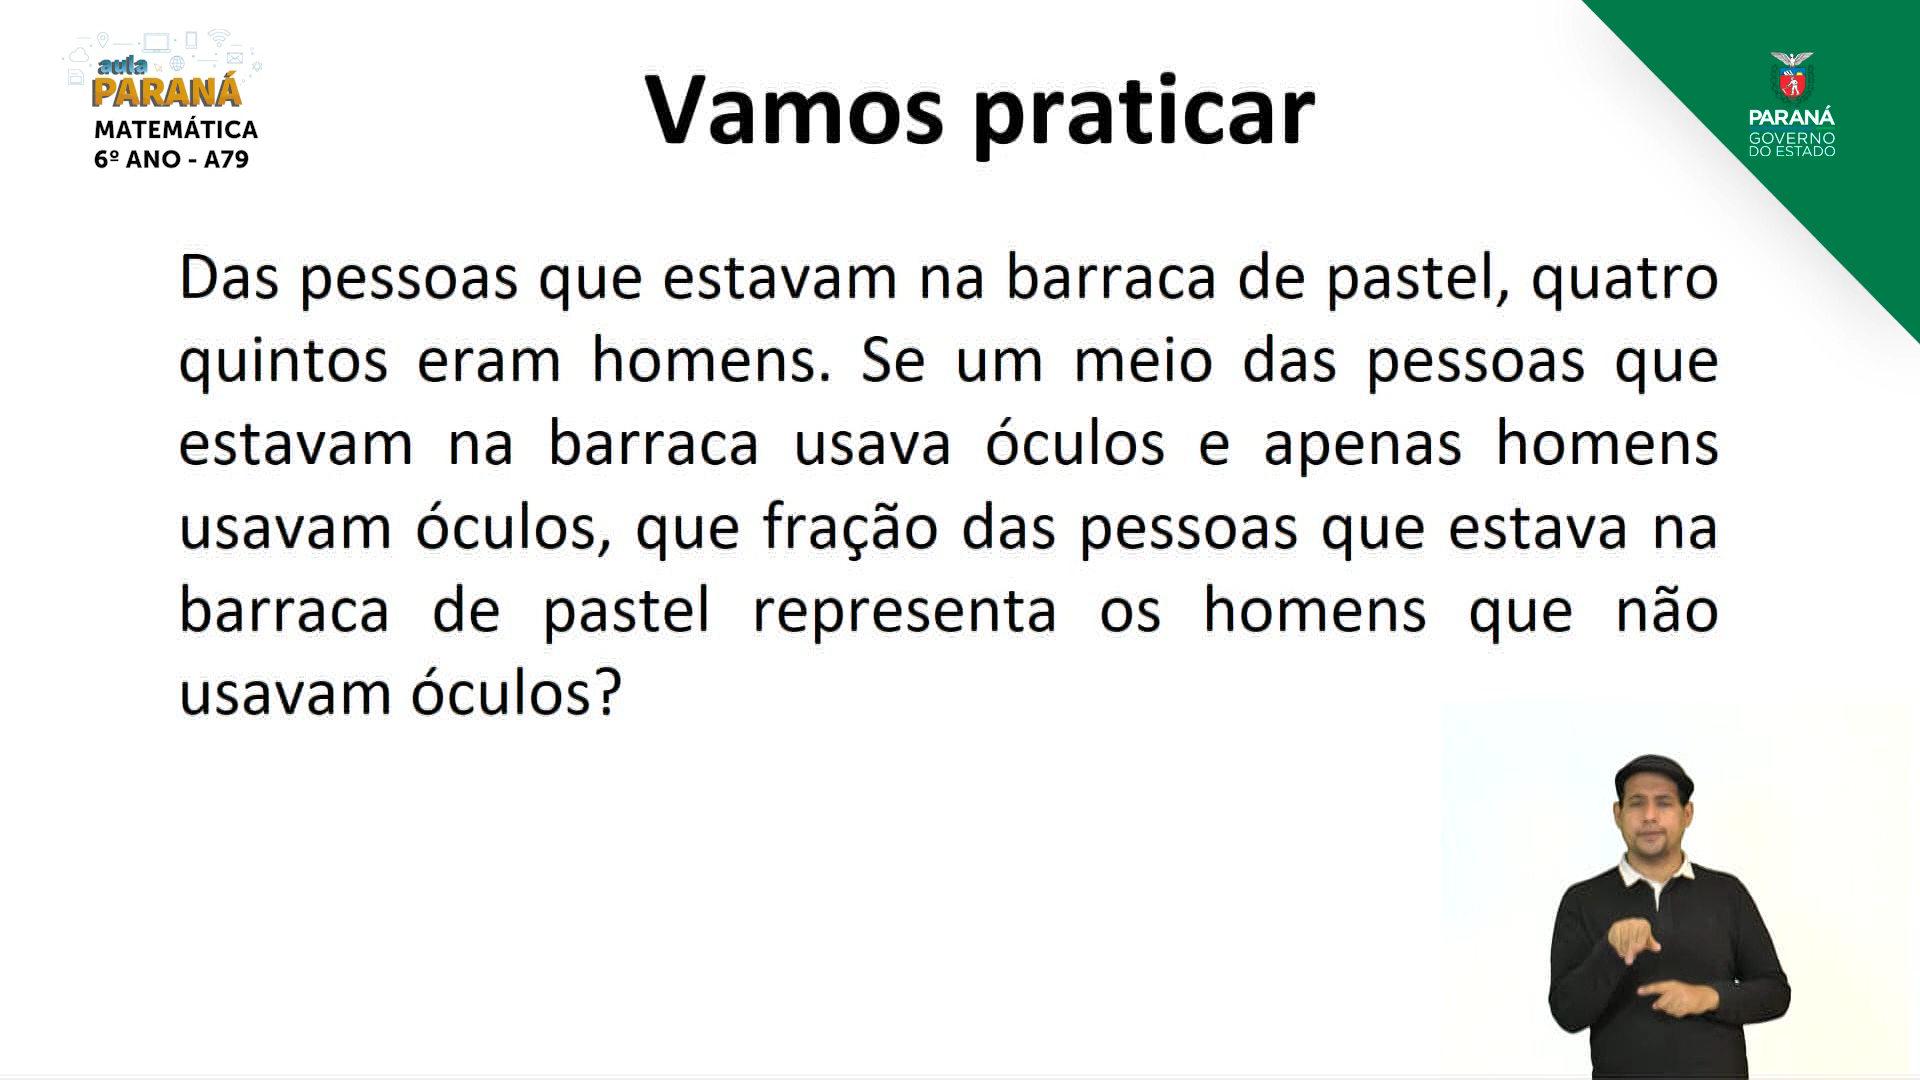 aula
PARANÁ
MATEMÁTICA
6º ANO - A79
Vamos praticar
PARANÁ
GOVERNO
DO ESTADO
Das pessoas que estavam na barraca de pastel, quatro
quintos eram homens. Se um meio das pessoas que
estavam na barraca usava óculos e apenas homens
usavam óculos, que fração das pessoas que estava na
barraca de pastel representa os homens que não
usavam óculos?